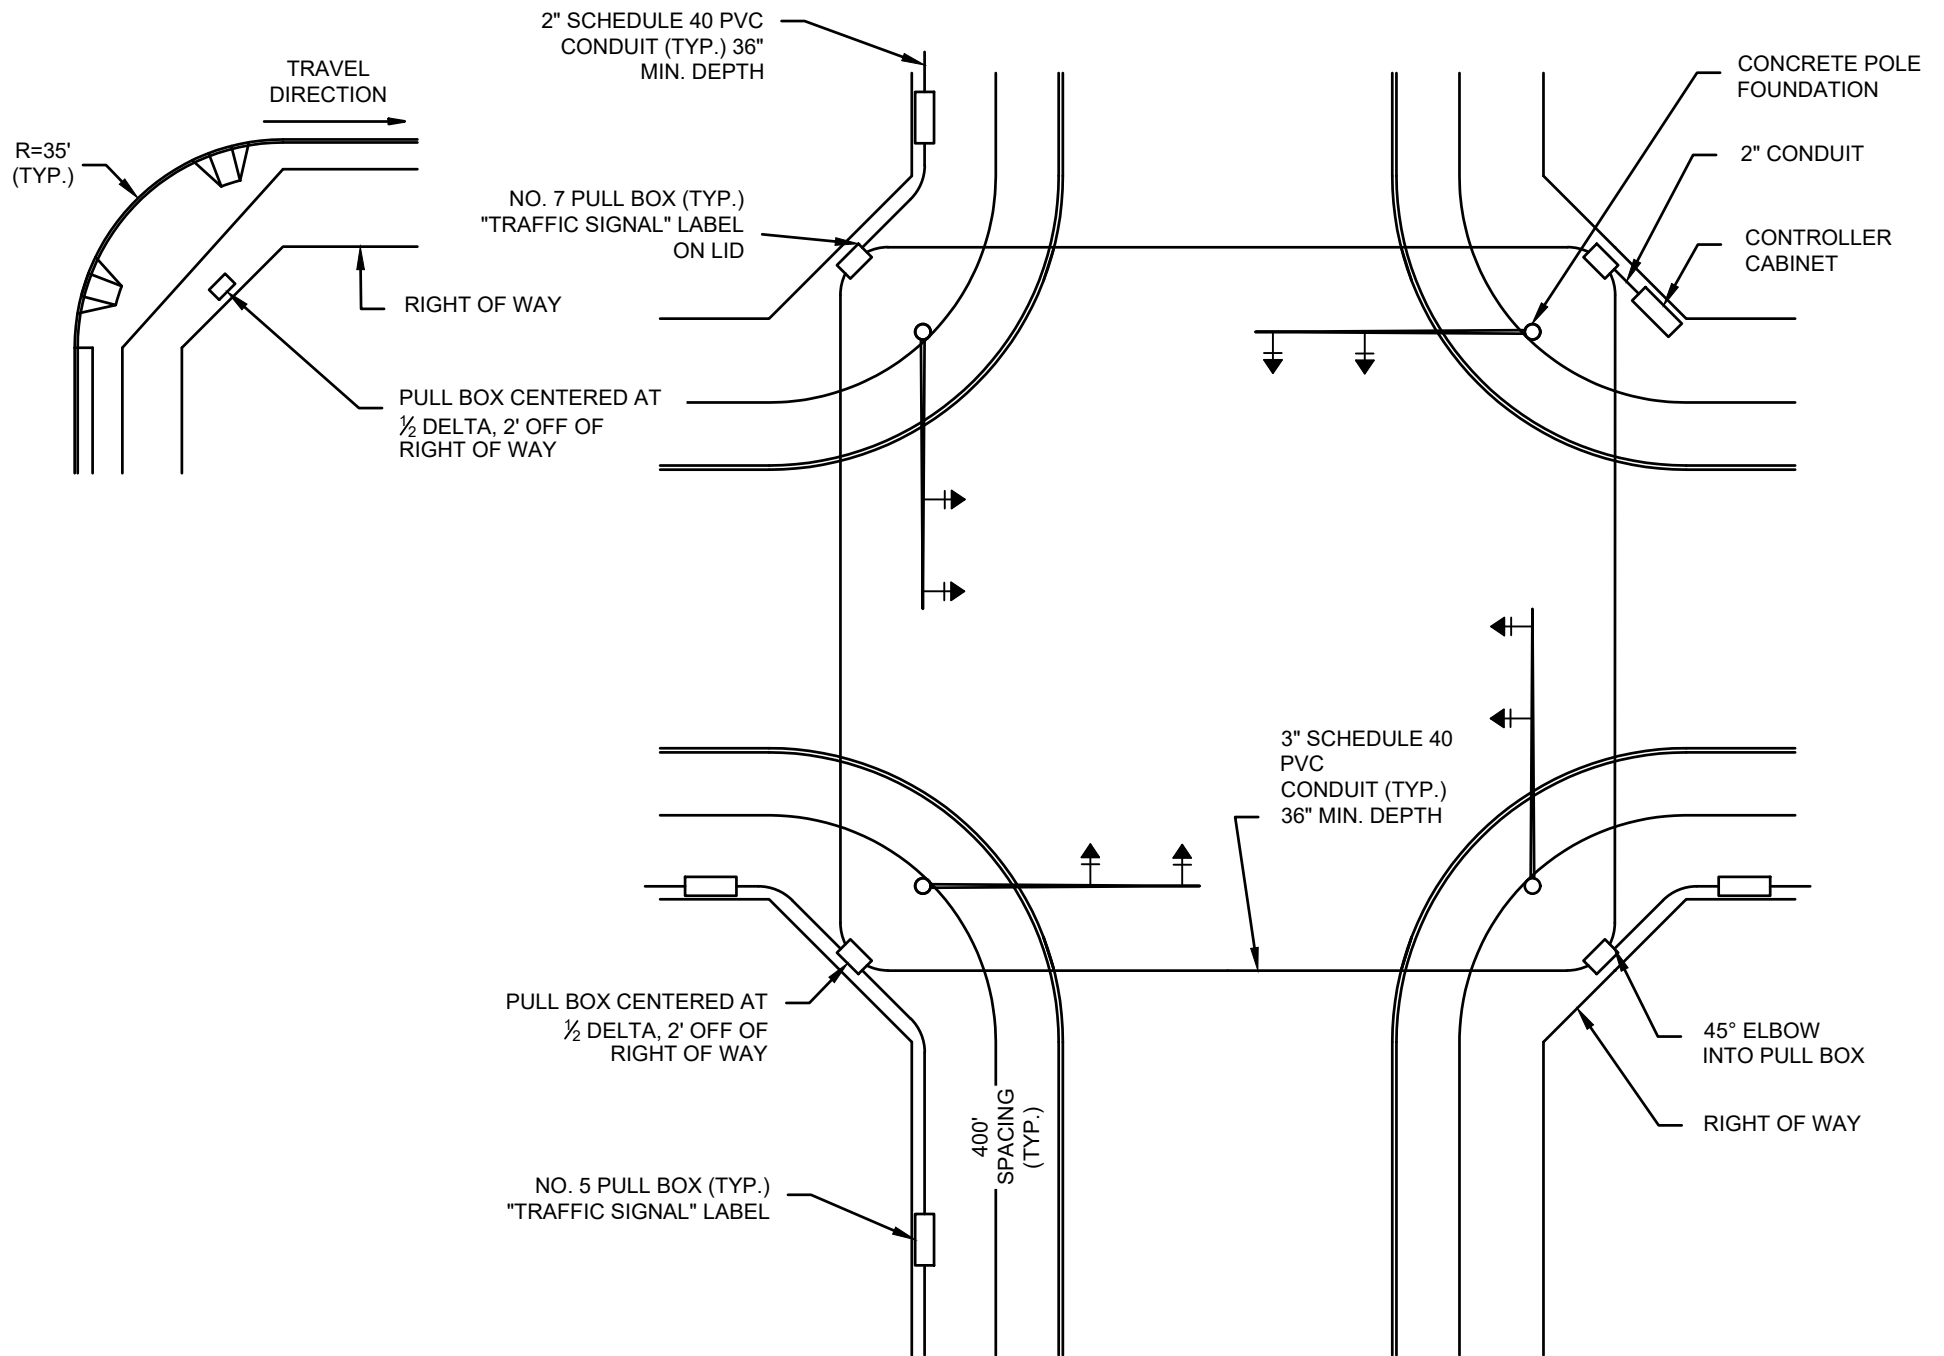 2" SCHEDULE 40 PVC
CONDUIT (TYP.) 36"
MIN. DEPTH
TRAVEL
DIRECTION
R=35'
(TYP.)
NO. 7 PULL BOX (TYP.)
"TRAFFIC SIGNAL" LABEL
ON LID
RIGHT OF WAY
PULL BOX CENTERED AT
½ DELTA, 2' OFF OF
RIGHT OF WAY
CONCRETE POLE
FOUNDATION
2" CONDUIT
CONTROLLER
CABINET
3" SCHEDULE 40
PVC
CONDUIT (TYP.)
36" MIN. DEPTH
PULL BOX CENTERED AT
½ DELTA, 2' OFF OF
RIGHT OF WAY
45° ELBOW
INTO PULL BOX
RIGHT OF WAY
400'
SPACING
(TYP.)
NO. 5 PULL BOX (TYP.)
"TRAFFIC SIGNAL" LABEL